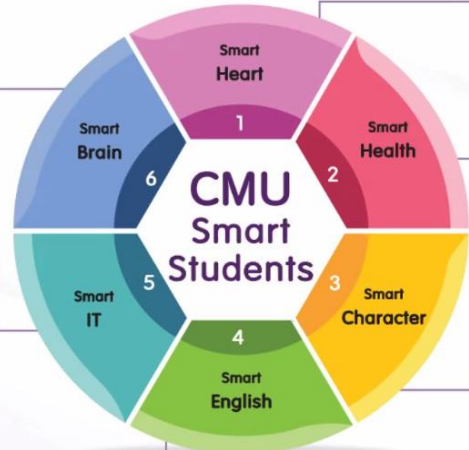 CMU
Smart
Students
1
Smart
Heart
2
Smart
Health
3
Smart
Character
4
Smart
English
5
Smart
IT
6
Smart
Brain